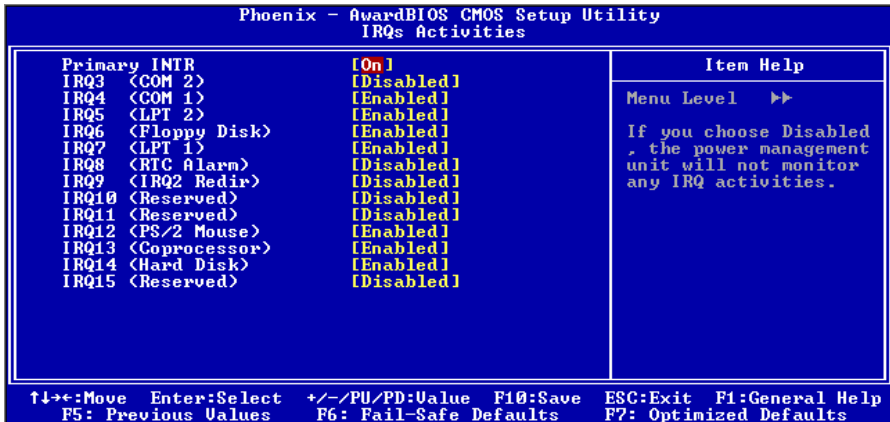 Phoenix - AwardBIOS CMOS Setup Utility
IRQs Activities
Primary INTR [On]
IRQ3 (COM 2) [Disabled]
IRQ4 (COM 1) [Enabled]
IRQ5 (LPT 2) [Enabled]
IRQ6 (Floppy Disk) [Enabled]
IRQ7 (LPT 1) [Enabled]
IRQ8 (RTC Alarm) [Disabled]
IRQ9 (IRQ2 Redir) [Disabled]
IRQ10 (Reserved) [Disabled]
IRQ11 (Reserved) [Disabled]
IRQ12 (PS/2 Mouse) [Enabled]
IRQ13 (Coprocessor) [Enabled]
IRQ14 (Hard Disk) [Enabled]
IRQ15 (Reserved) [Disabled]
Item Help
Menu Level ▶▶
If you choose Disabled
, the power management
unit will not monitor
any IRQ activities.
↑↓→←:Move Enter:Select +/-/PU/PD:Value F10:Save ESC:Exit F1:General Help
F5: Previous Values F6: Fail-Safe Defaults F7: Optimized Defaults